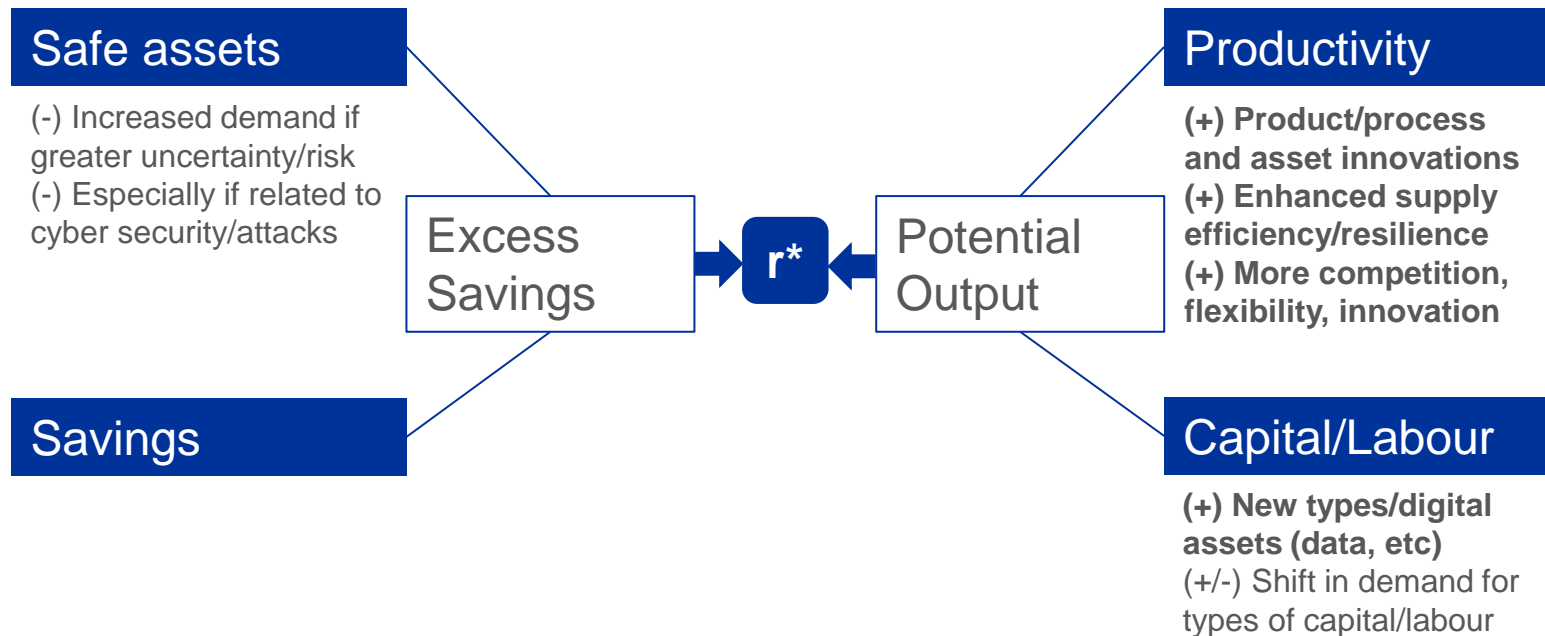 Safe assets
(-) Increased demand if
greater uncertainty/risk
(-) Especially if related to
cyber security/attacks
Savings
Excess
Savings
r*
Potential
Output
Productivity
(+) Product/process
and asset innovations
(+) Enhanced supply
efficiency/resilience
(+) More competition,
flexibility, innovation
Capital/Labour
(+) New types/digital
assets (data, etc)
(+/-) Shift in demand for
types of capital/labour